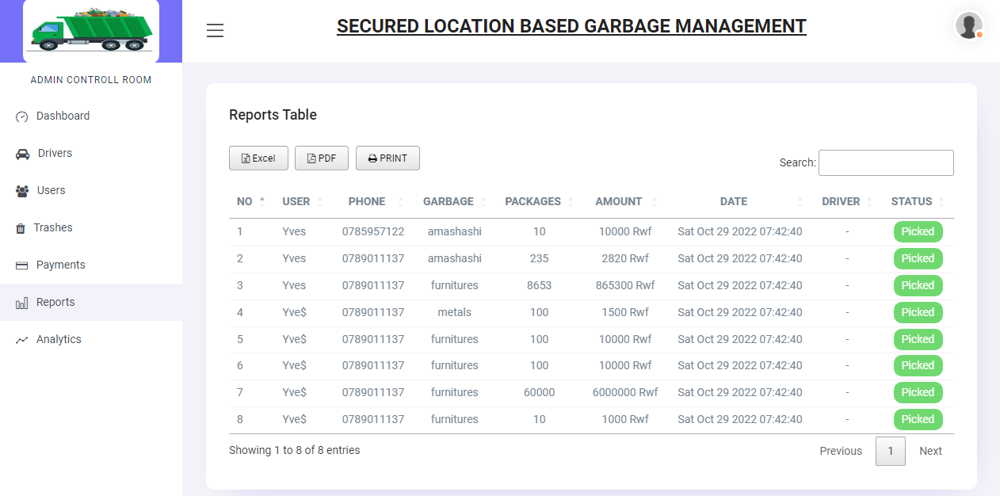 SECURED LOCATION BASED GARBAGE MANAGEMENT
ADMIN CONTROLL ROOM
Dashboard
Drivers
Users
Trashes
Payments
Reports
Analytics
Reports Table
Excel PDF PRINT
Search:
NO USER PHONE GARBAGE PACKAGES AMOUNT DATE DRIVER STATUS
1 Yves 0785957122 amashashi 10 10000 Rwf Sat Oct 29 2022 07:42:40 - Picked
2 Yves 0789011137 amashashi 235 2820 Rwf Sat Oct 29 2022 07:42:40 - Picked
3 Yves 0789011137 furnitures 8653 865300 Rwf Sat Oct 29 2022 07:42:40 - Picked
4 Yve$ 0789011137 metals 100 1500 Rwf Sat Oct 29 2022 07:42:40 - Picked
5 Yve$ 0789011137 furnitures 100 10000 Rwf Sat Oct 29 2022 07:42:40 - Picked
6 Yve$ 0789011137 furnitures 100 10000 Rwf Sat Oct 29 2022 07:42:40 - Picked
7 Yve$ 0789011137 furnitures 60000 6000000 Rwf Sat Oct 29 2022 07:42:40 - Picked
8 Yve$ 0789011137 furnitures 10 1000 Rwf Sat Oct 29 2022 07:42:40 - Picked
Showing 1 to 8 of 8 entries
Previous 1 Next